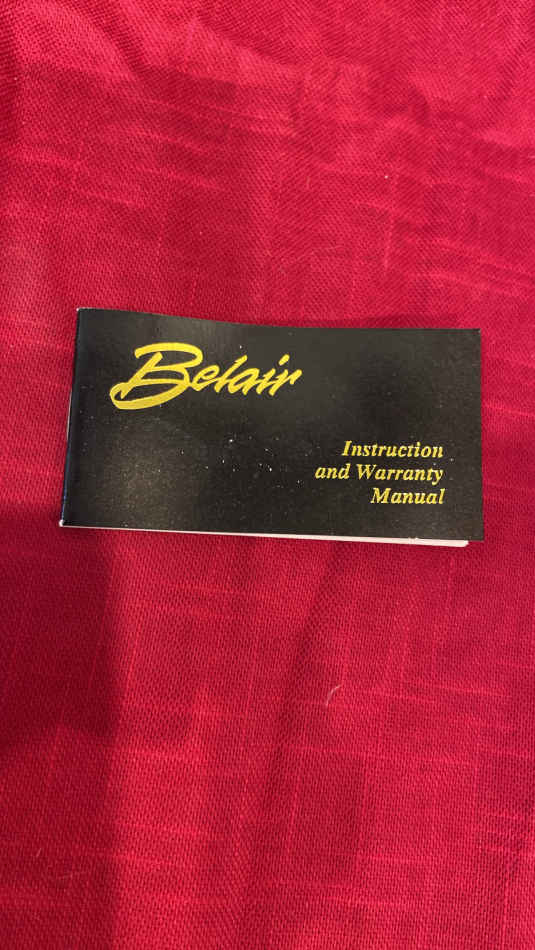 Belair
Instruction
and Warranty
Manual